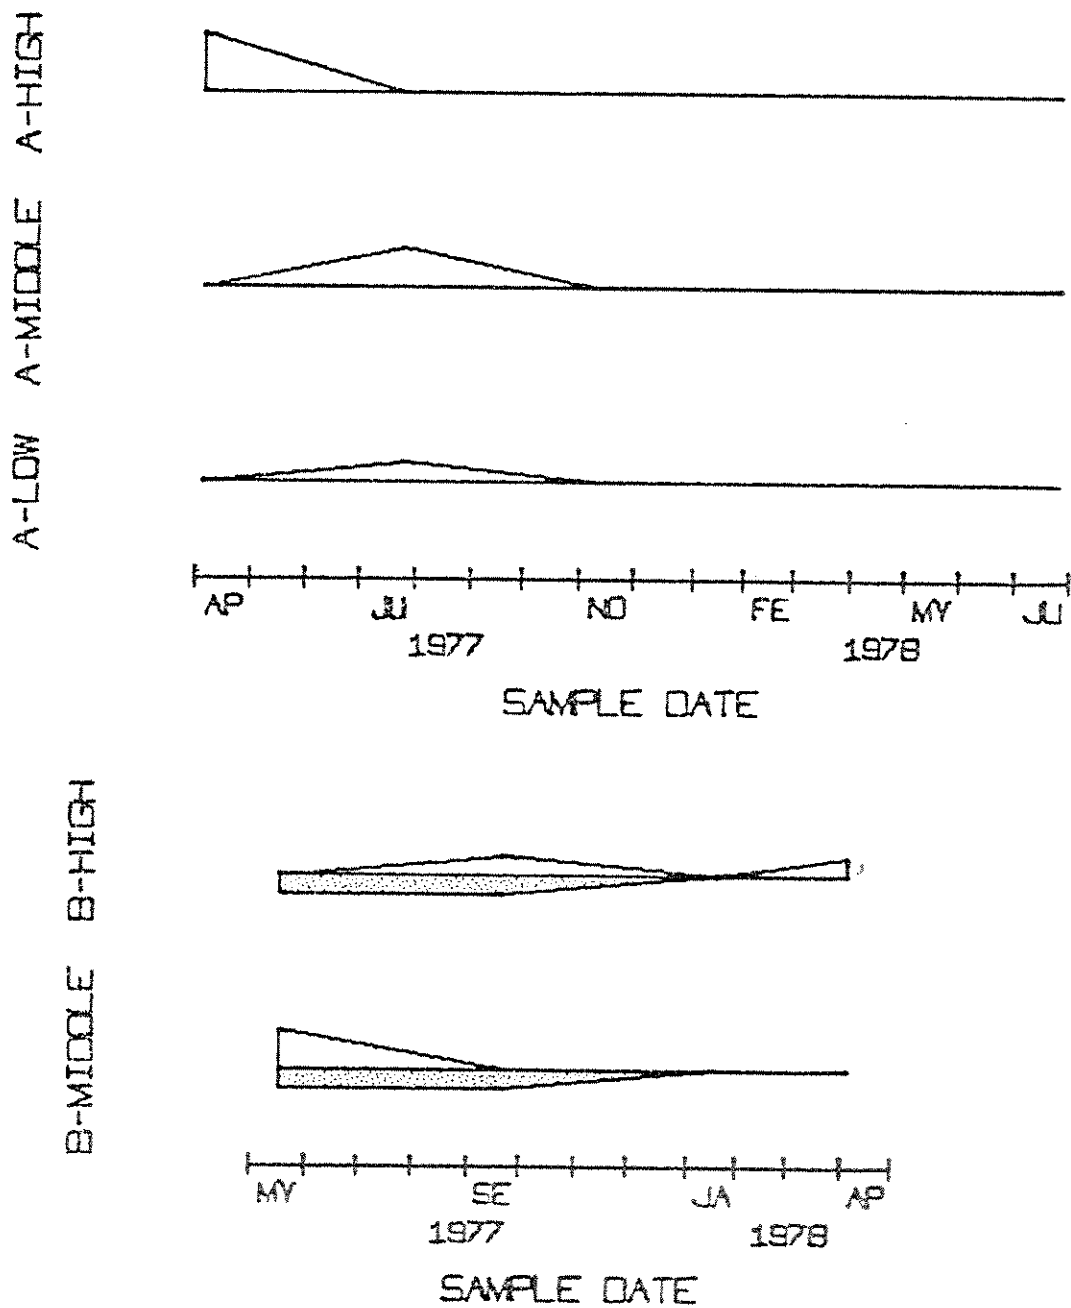 A-HIGH
A-MIDDLE
A-LOW
AP JU NO FE MY JU
1977 1978
SAMPLE DATE
B-HIGH
B-MIDDLE
MY SE JA AP
1977 1978
SAMPLE DATE